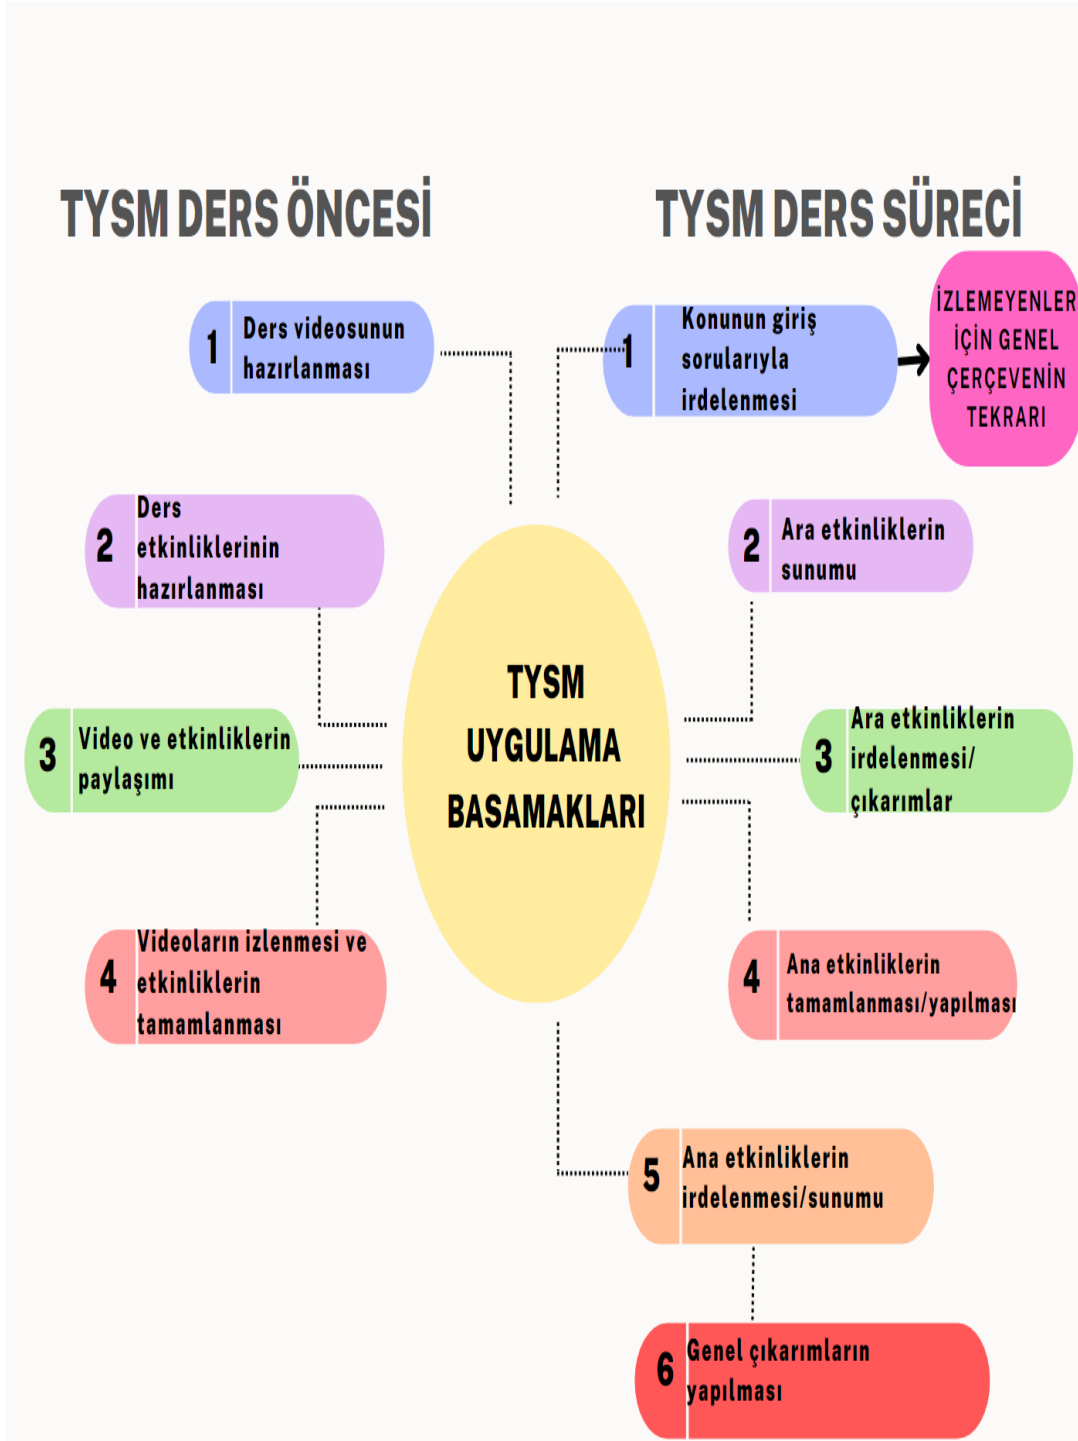 TYSM DERS ÖNCESİ
1
Ders videosunun
hazırlanması
2
Ders
etkinliklerinin
hazırlanması
3
Video ve etkinliklerin
paylaşımı
4
Videoların izlenmesi ve
etkinliklerin
tamamlanması
TYSM
UYGULAMA
BASAMAKLARI
TYSM DERS SÜRECİ
1
Konunun giriş
sorularıyla
irdelenmesi
İZLEMEYENLER
İÇİN GENEL
ÇERÇEVENİN
TEKRARI
2
Ara etkinliklerin
sunumu
3
Ara etkinliklerin
irdelenmesi/
çıkarımlar
4
Ana etkinliklerin
tamamlanması/yapılması
5
Ana etkinliklerin
irdelenmesi/sunumu
6
Genel çıkarımların
yapılması